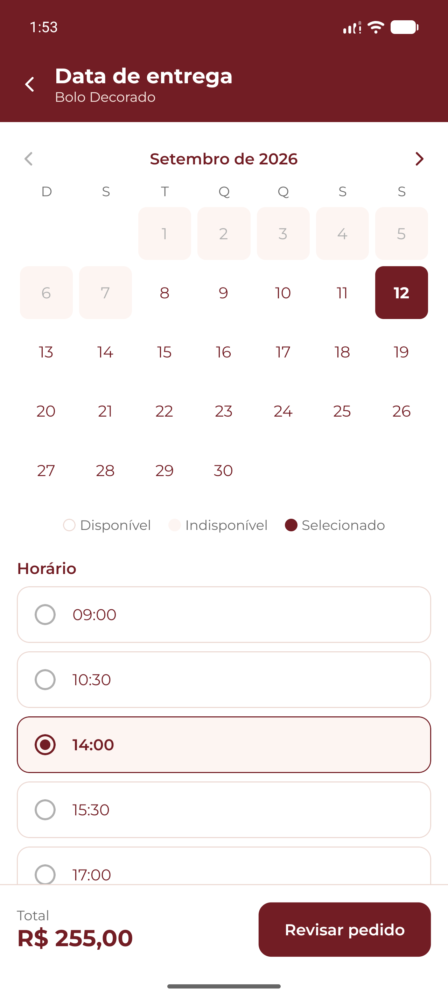 1:53
Data de entrega
Bolo Decorado
Setembro de 2026
D S T Q Q S S
1 2 3 4 5
6 7 8 9 10 11 12
13 14 15 16 17 18 19
20 21 22 23 24 25 26
27 28 29 30
Disponível Indisponível Selecionado
Horário
09:00
10:30
14:00
15:30
17:00
Total
R$ 255,00
Revisar pedido